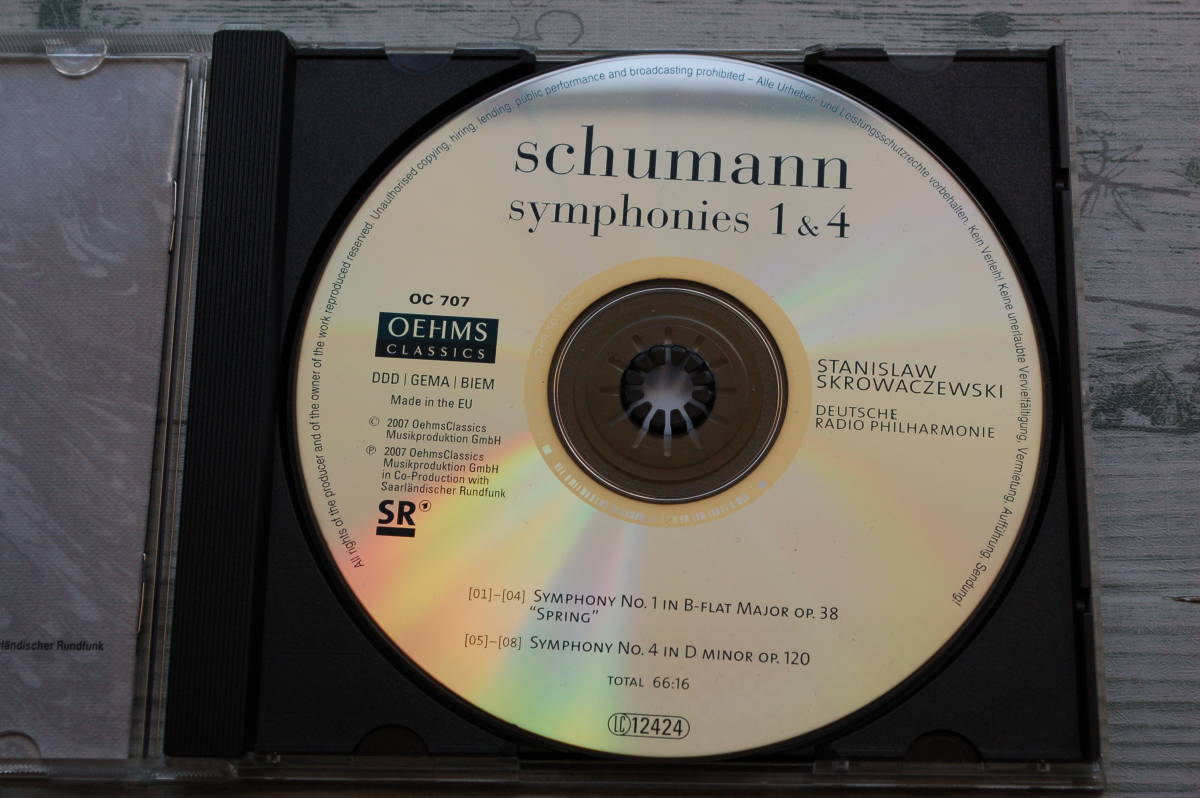 All rights of the producer and of the owner of the work reproduced reserved. Unauthorised copying, hiring, lending, public performance and broadcasting prohibited – Alle Urheber- und Leistungsschutzrechte vorbehalten. Kein Verleih! Keine unerlaubte Vervielfältigung, Vermietung, Aufführung, Sendung!
schumann
symphonies 1 & 4
OC 707
OEHMS
CLASSICS
DDD | GEMA | BIEM
Made in the EU
© 2007 OehmsClassics
Musikproduktion GmbH
℗ 2007 OehmsClassics
Musikproduktion GmbH
in Co-Production with
Saarländischer Rundfunk
SR
STANISLAW
SKROWACZEWSKI
DEUTSCHE
RADIO PHILHARMONIE
[01]–[04] SYMPHONY NO. 1 IN B-FLAT MAJOR OP. 38
"SPRING"
[05]–[08] SYMPHONY NO. 4 IN D MINOR OP. 120
TOTAL 66:16
LC 12424
rländischer Rundfunk